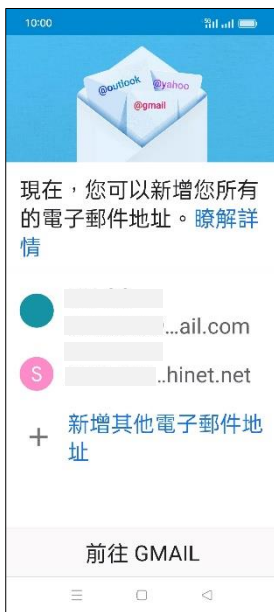 10:00
@outlook
@yahoo
@gmail
現在，您可以新增您所有
的電子郵件地址。瞭解詳
情
...ail.com
S
..hinet.net
+ 新增其他電子郵件地
址
前往 GMAIL